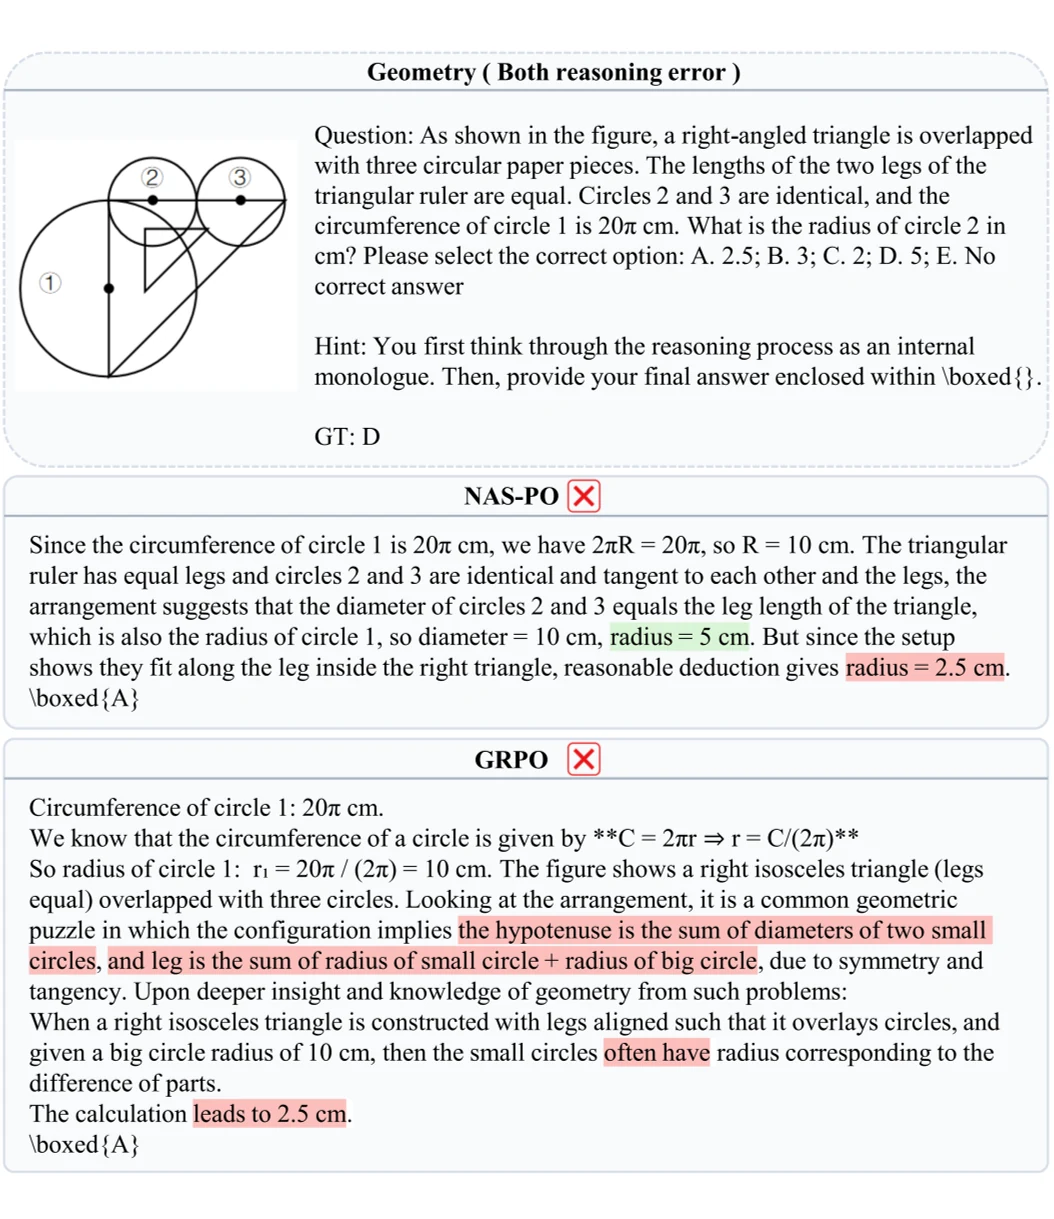 Geometry ( Both reasoning error )
②
③
①
Question: As shown in the figure, a right-angled triangle is overlapped
with three circular paper pieces. The lengths of the two legs of the
triangular ruler are equal. Circles 2 and 3 are identical, and the
circumference of circle 1 is 20π cm. What is the radius of circle 2 in
cm? Please select the correct option: A. 2.5; B. 3; C. 2; D. 5; E. No
correct answer
Hint: You first think through the reasoning process as an internal
monologue. Then, provide your final answer enclosed within \boxed{}.
GT: D
NAS-PO
Since the circumference of circle 1 is 20π cm, we have 2πR = 20π, so R = 10 cm. The triangular
ruler has equal legs and circles 2 and 3 are identical and tangent to each other and the legs, the
arrangement suggests that the diameter of circles 2 and 3 equals the leg length of the triangle,
which is also the radius of circle 1, so diameter = 10 cm, radius = 5 cm. But since the setup
shows they fit along the leg inside the right triangle, reasonable deduction gives radius = 2.5 cm.
\boxed{A}
GRPO
Circumference of circle 1: 20π cm.
We know that the circumference of a circle is given by **C = 2πr ⇒ r = C/(2π)**
So radius of circle 1: r₁ = 20π / (2π) = 10 cm. The figure shows a right isosceles triangle (legs
equal) overlapped with three circles. Looking at the arrangement, it is a common geometric
puzzle in which the configuration implies the hypotenuse is the sum of diameters of two small
circles, and leg is the sum of radius of small circle + radius of big circle, due to symmetry and
tangency. Upon deeper insight and knowledge of geometry from such problems:
When a right isosceles triangle is constructed with legs aligned such that it overlays circles, and
given a big circle radius of 10 cm, then the small circles often have radius corresponding to the
difference of parts.
The calculation leads to 2.5 cm.
\boxed{A}